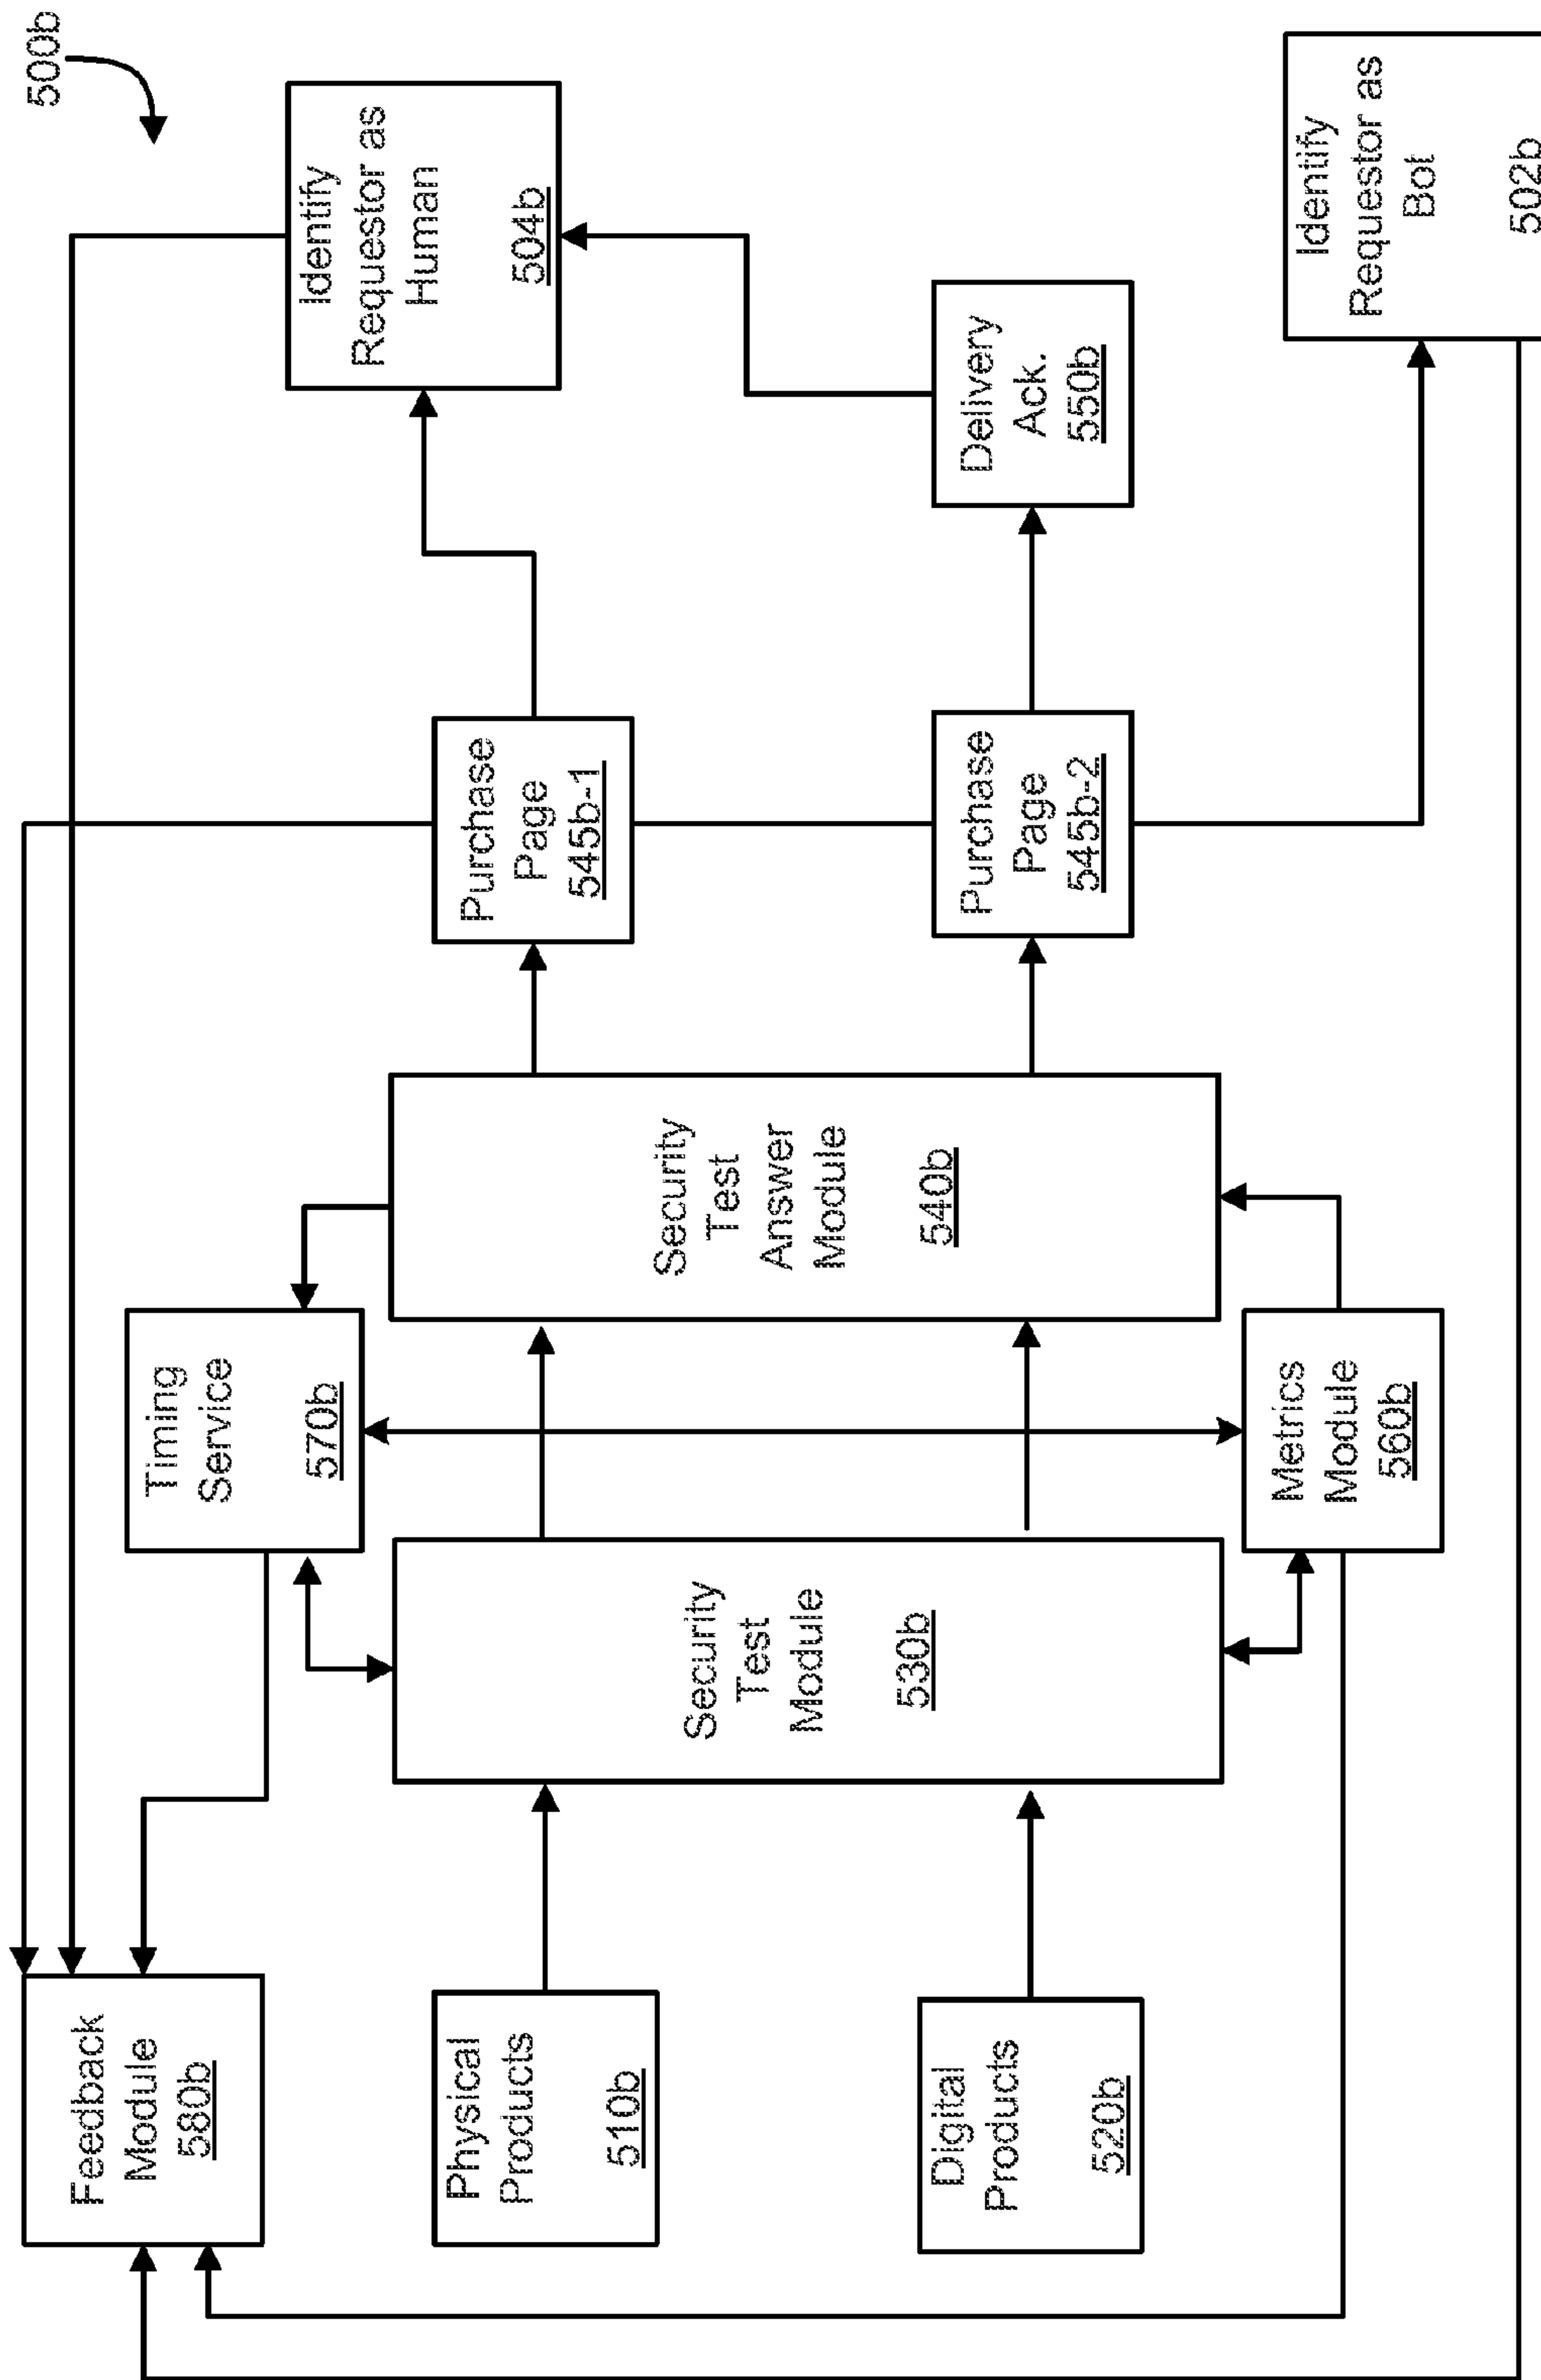 500b
Feedback
Module
580b
Timing
Service
570b
Identify
Requestor as
Human
504b
Physical
Products
510b
Security
Test
Module
530b
Security
Test
Answer
Module
540b
Purchase
Page
545b-1
Digital
Products
520b
Purchase
Page
545b-2
Delivery
Ack.
550b
Metrics
Module
560b
Identify
Requestor as
Bot
502b